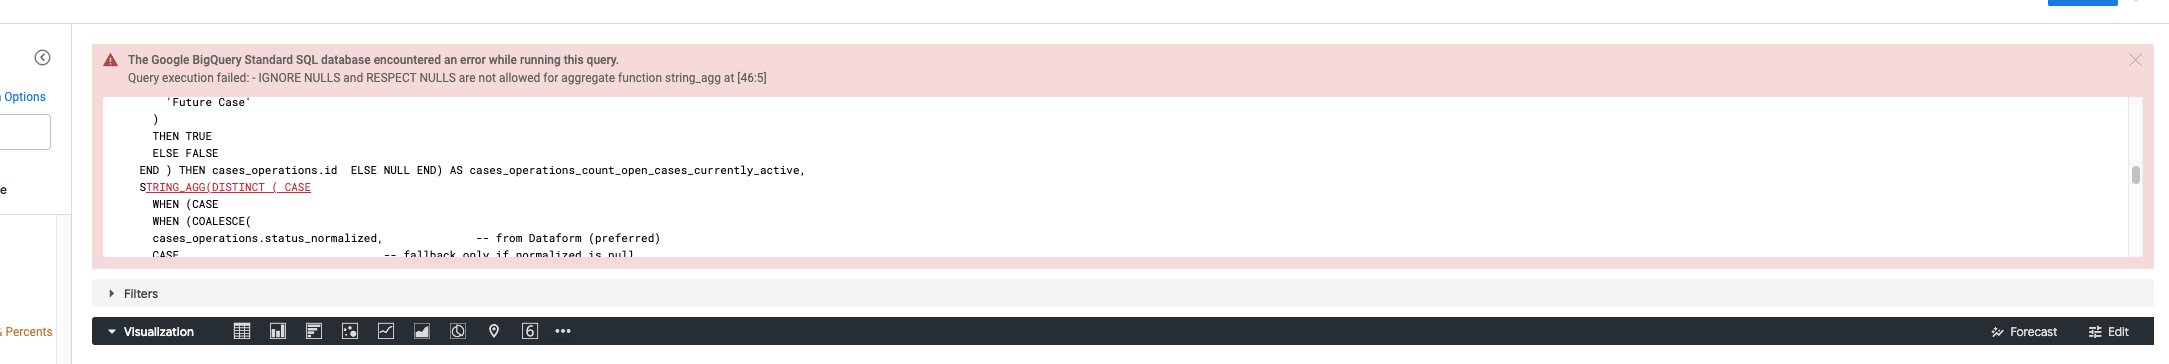 The Google BigQuery Standard SQL database encountered an error while running this query.
Query execution failed: - IGNORE NULLS and RESPECT NULLS are not allowed for aggregate function string_agg at [46:5]
Options
'Future Case'
)
THEN TRUE
ELSE FALSE
END ) THEN cases_operations.id  ELSE NULL END) AS cases_operations_count_open_cases_currently_active,
STRING_AGG(DISTINCT ( CASE
WHEN (CASE
WHEN (COALESCE(
cases_operations.status_normalized,              -- from Dataform (preferred)
CASE                               -- fallback only if normalized is null
e
Filters
& Percents
Visualization
6
Forecast
Edit